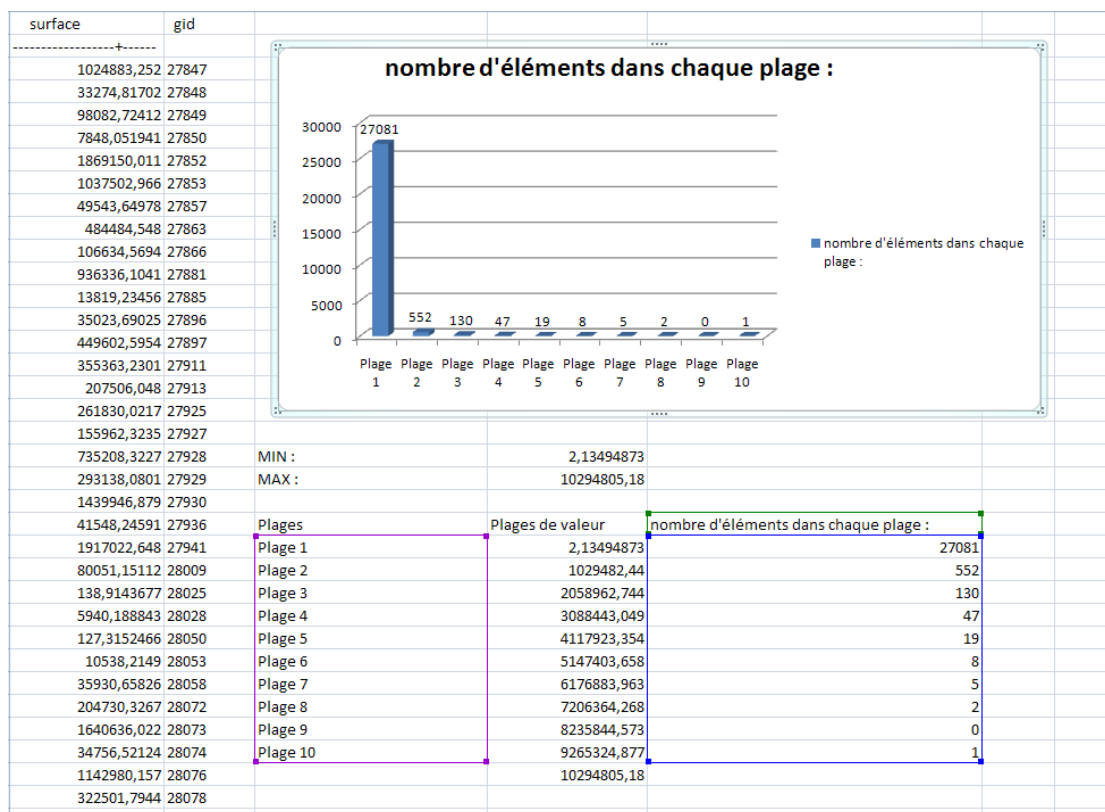 surface gid
------------------+------
1024883,252 27847
33274,81702 27848
98082,72412 27849
7848,051941 27850
1869150,011 27852
1037502,966 27853
49543,64978 27857
484484,548 27863
106634,5694 27866
936336,1041 27881
13819,23456 27885
35023,69025 27896
449602,5954 27897
355363,2301 27911
207506,048 27913
261830,0217 27925
155962,3235 27927
735208,3227 27928
293138,0801 27929
1439946,879 27930
41548,24591 27936
1917022,648 27941
80051,15112 28009
138,9143677 28025
5940,188843 28028
127,3152466 28050
10538,2149 28053
35930,65826 28058
204730,3267 28072
1640636,022 28073
34756,52124 28074
1142980,157 28076
322501,7944 28078
nombre d'éléments dans chaque plage :
30000
25000
20000
15000
10000
5000
0
27081 552 130 47 19 8 5 2 0 1
Plage Plage Plage Plage Plage Plage Plage Plage Plage Plage
1 2 3 4 5 6 7 8 9 10
nombre d'éléments dans chaque
plage :
MIN : 2,13494873
MAX : 10294805,18
Plages Plages de valeur nombre d'éléments dans chaque plage :
Plage 1 2,13494873 27081
Plage 2 1029482,44 552
Plage 3 2058962,744 130
Plage 4 3088443,049 47
Plage 5 4117923,354 19
Plage 6 5147403,658 8
Plage 7 6176883,963 5
Plage 8 7206364,268 2
Plage 9 8235844,573 0
Plage 10 9265324,877 1
10294805,18